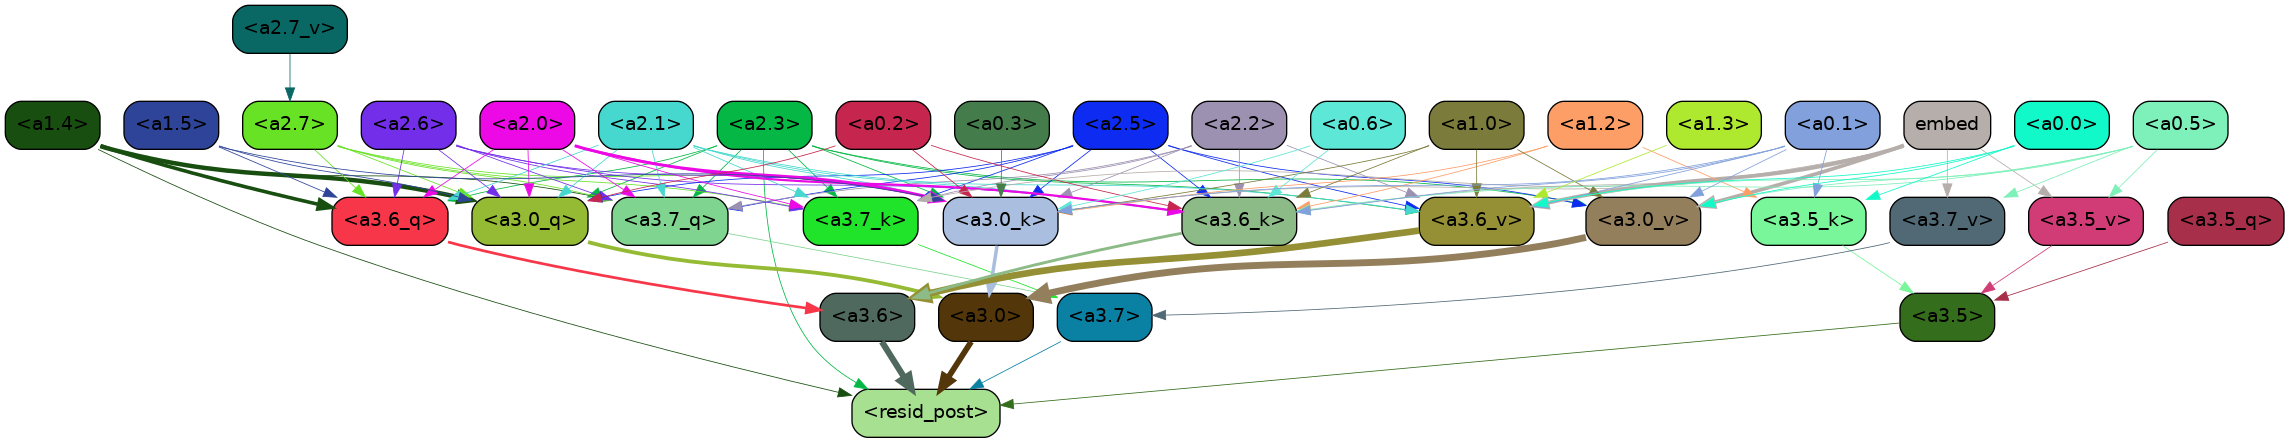 <a2.7_v>
<a1.4>
<a1.5>
<a2.7>
<a2.6>
<a2.0>
<a2.1>
<a2.3>
<a0.2>
<a0.3>
<a2.5>
<a2.2>
<a0.6>
<a1.0>
<a1.2>
<a1.3>
<a0.1>
embed
<a0.0>
<a0.5>
<a3.6_q>
<a3.0_q>
<a3.7_q>
<a3.7_k>
<a3.0_k>
<a3.6_k>
<a3.6_v>
<a3.0_v>
<a3.5_k>
<a3.7_v>
<a3.5_v>
<a3.5_q>
<a3.6>
<a3.0>
<a3.7>
<a3.5>
<resid_post>